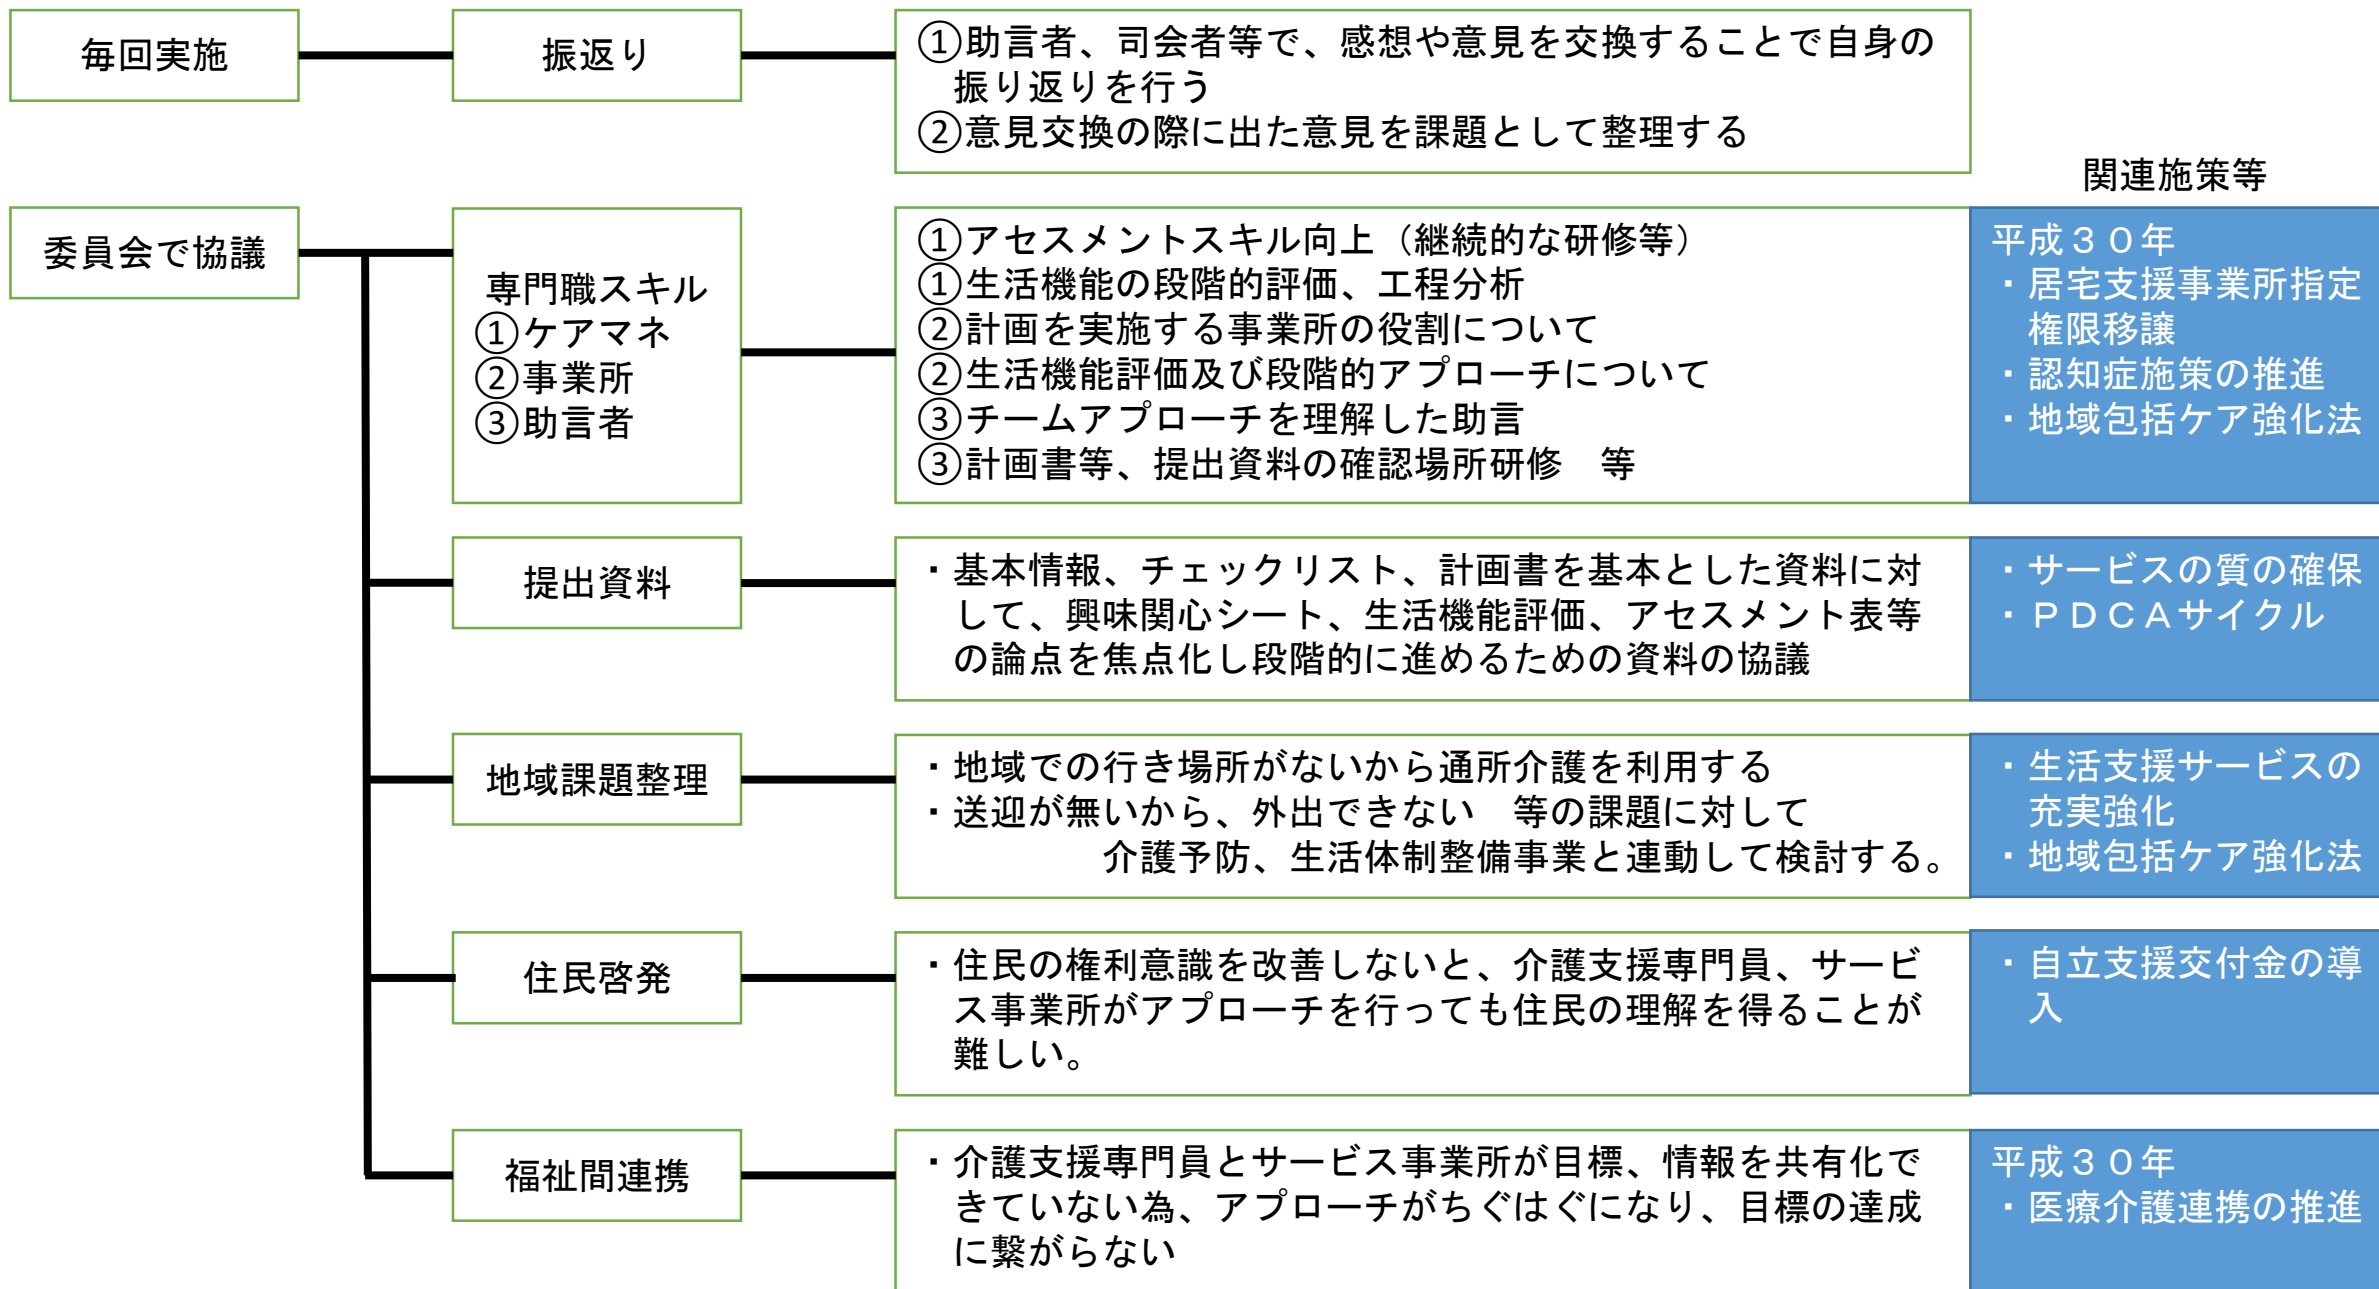 毎回実施
振返り
①助言者、司会者等で、感想や意見を交換することで自身の
振り返りを行う
②意見交換の際に出た意見を課題として整理する
関連施策等
委員会で協議
専門職スキル
①ケアマネ
②事業所
③助言者
①アセスメントスキル向上（継続的な研修等）
①生活機能の段階的評価、工程分析
②計画を実施する事業所の役割について
②生活機能評価及び段階的アプローチについて
③チームアプローチを理解した助言
③計画書等、提出資料の確認場所研修　等
平成３０年
・居宅支援事業所指定
権限移譲
・認知症施策の推進
・地域包括ケア強化法
提出資料
・基本情報、チェックリスト、計画書を基本とした資料に対
して、興味関心シート、生活機能評価、アセスメント表等
の論点を焦点化し段階的に進めるための資料の協議
・サービスの質の確保
・ＰＤＣＡサイクル
地域課題整理
・地域での行き場所がないから通所介護を利用する
・送迎が無いから、外出できない　等の課題に対して
介護予防、生活体制整備事業と連動して検討する。
・生活支援サービスの
充実強化
・地域包括ケア強化法
住民啓発
・住民の権利意識を改善しないと、介護支援専門員、サービ
ス事業所がアプローチを行っても住民の理解を得ることが
難しい。
・自立支援交付金の導
入
福祉間連携
・介護支援専門員とサービス事業所が目標、情報を共有化で
きていない為、アプローチがちぐはぐになり、目標の達成
に繋がらない
平成３０年
・医療介護連携の推進